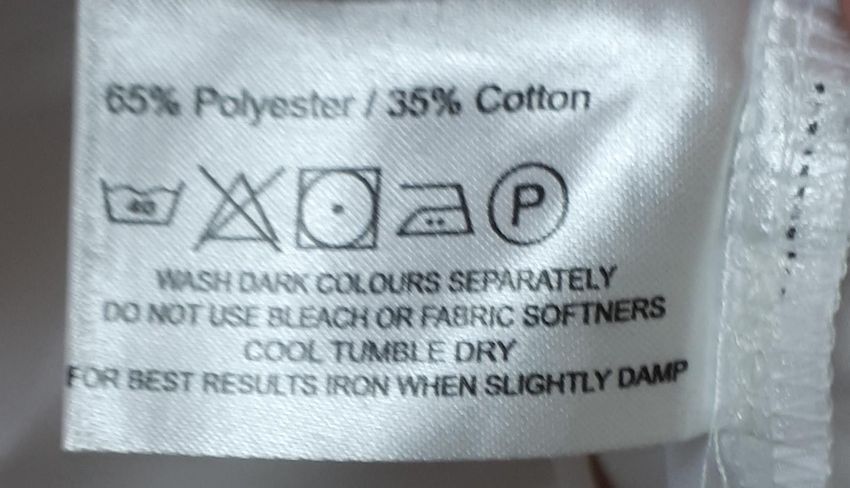 65% Polyester / 35% Cotton
40 P
WASH DARK COLOURS SEPARATELY
DO NOT USE BLEACH OR FABRIC SOFTNERS
COOL TUMBLE DRY
FOR BEST RESULTS IRON WHEN SLIGHTLY DAMP